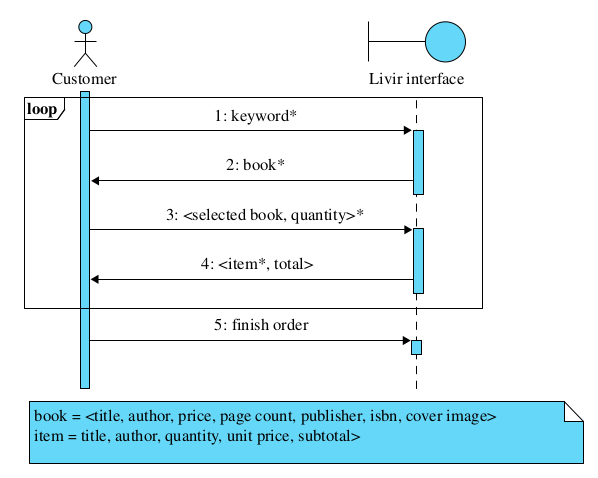 Customer
Livir interface
loop
1: keyword*
2: book*
3: <selected book, quantity>*
4: <item*, total>
5: finish order
book = <title, author, price, page count, publisher, isbn, cover image>
item = title, author, quantity, unit price, subtotal>